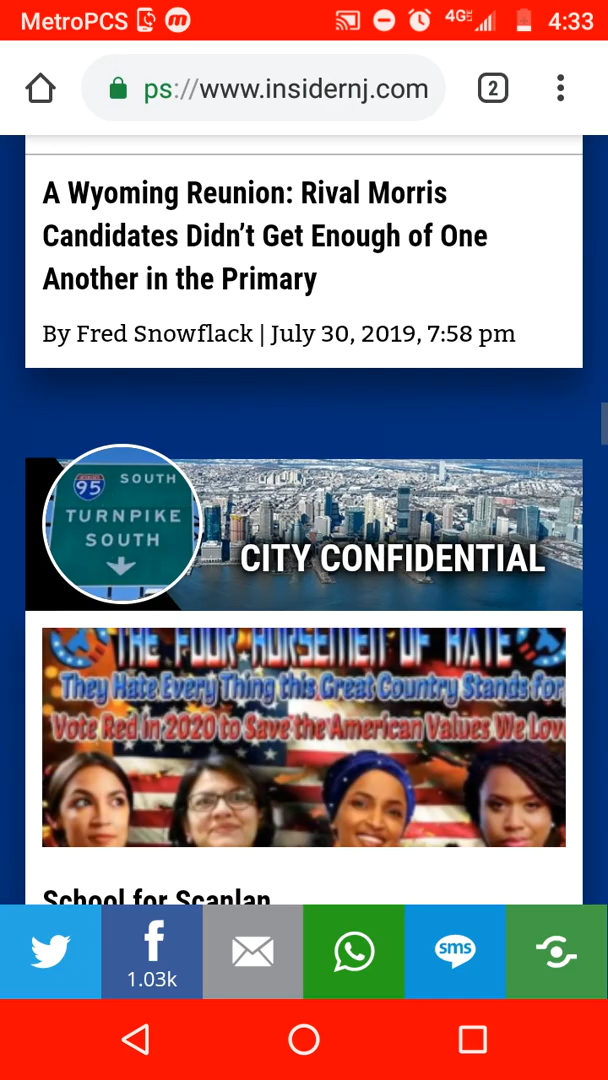 MetroPCS 4G LTE 4:33
ps://www.insidernj.com 2
A Wyoming Reunion: Rival Morris
Candidates Didn’t Get Enough of One
Another in the Primary
By Fred Snowflack | July 30, 2019, 7:58 pm
95 SOUTH
TURNPIKE
SOUTH
CITY CONFIDENTIAL
THE FOUR HORSEMEN OF HATE
They Hate Every Thing this Great Country Stands for
Vote Red in 2020 to Save the American Values We Lov
School for Scanlan
f
1.03k
sms